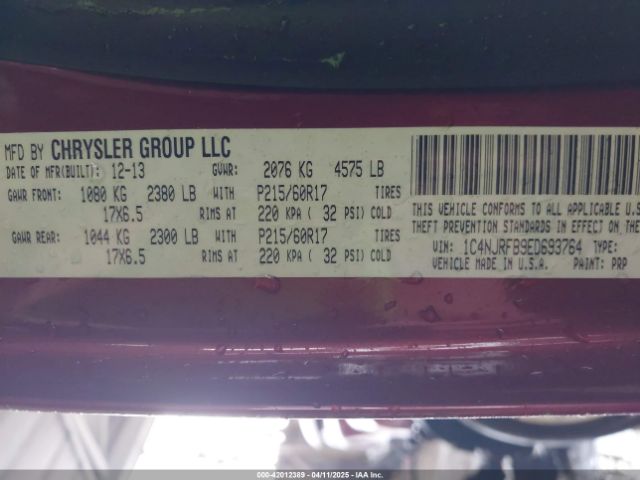 MFD BY CHRYSLER GROUP LLC
DATE OF MFR(BUILT): 12-13 GVWR: 2076 KG 4575 LB
GAWR FRONT: 1080 KG 2380 LB WITH P215/60R17 TIRES
17X6.5 RIMS AT 220 KPA ( 32 PSI) COLD
GAWR REAR: 1044 KG 2300 LB WITH P215/60R17 TIRES
17X6.5 RIMS AT 220 KPA ( 32 PSI) COLD
THIS VEHICLE CONFORMS TO ALL APPLICABLE U.S
THEFT PREVENTION STANDARDS IN EFFECT ON THE
VIN: 1C4NJRFB9ED693764 TYPE:
VEHICLE MADE IN U.S.A. PAINT: PRP
000-42012389 - 04/11/2025 - IAA Inc.